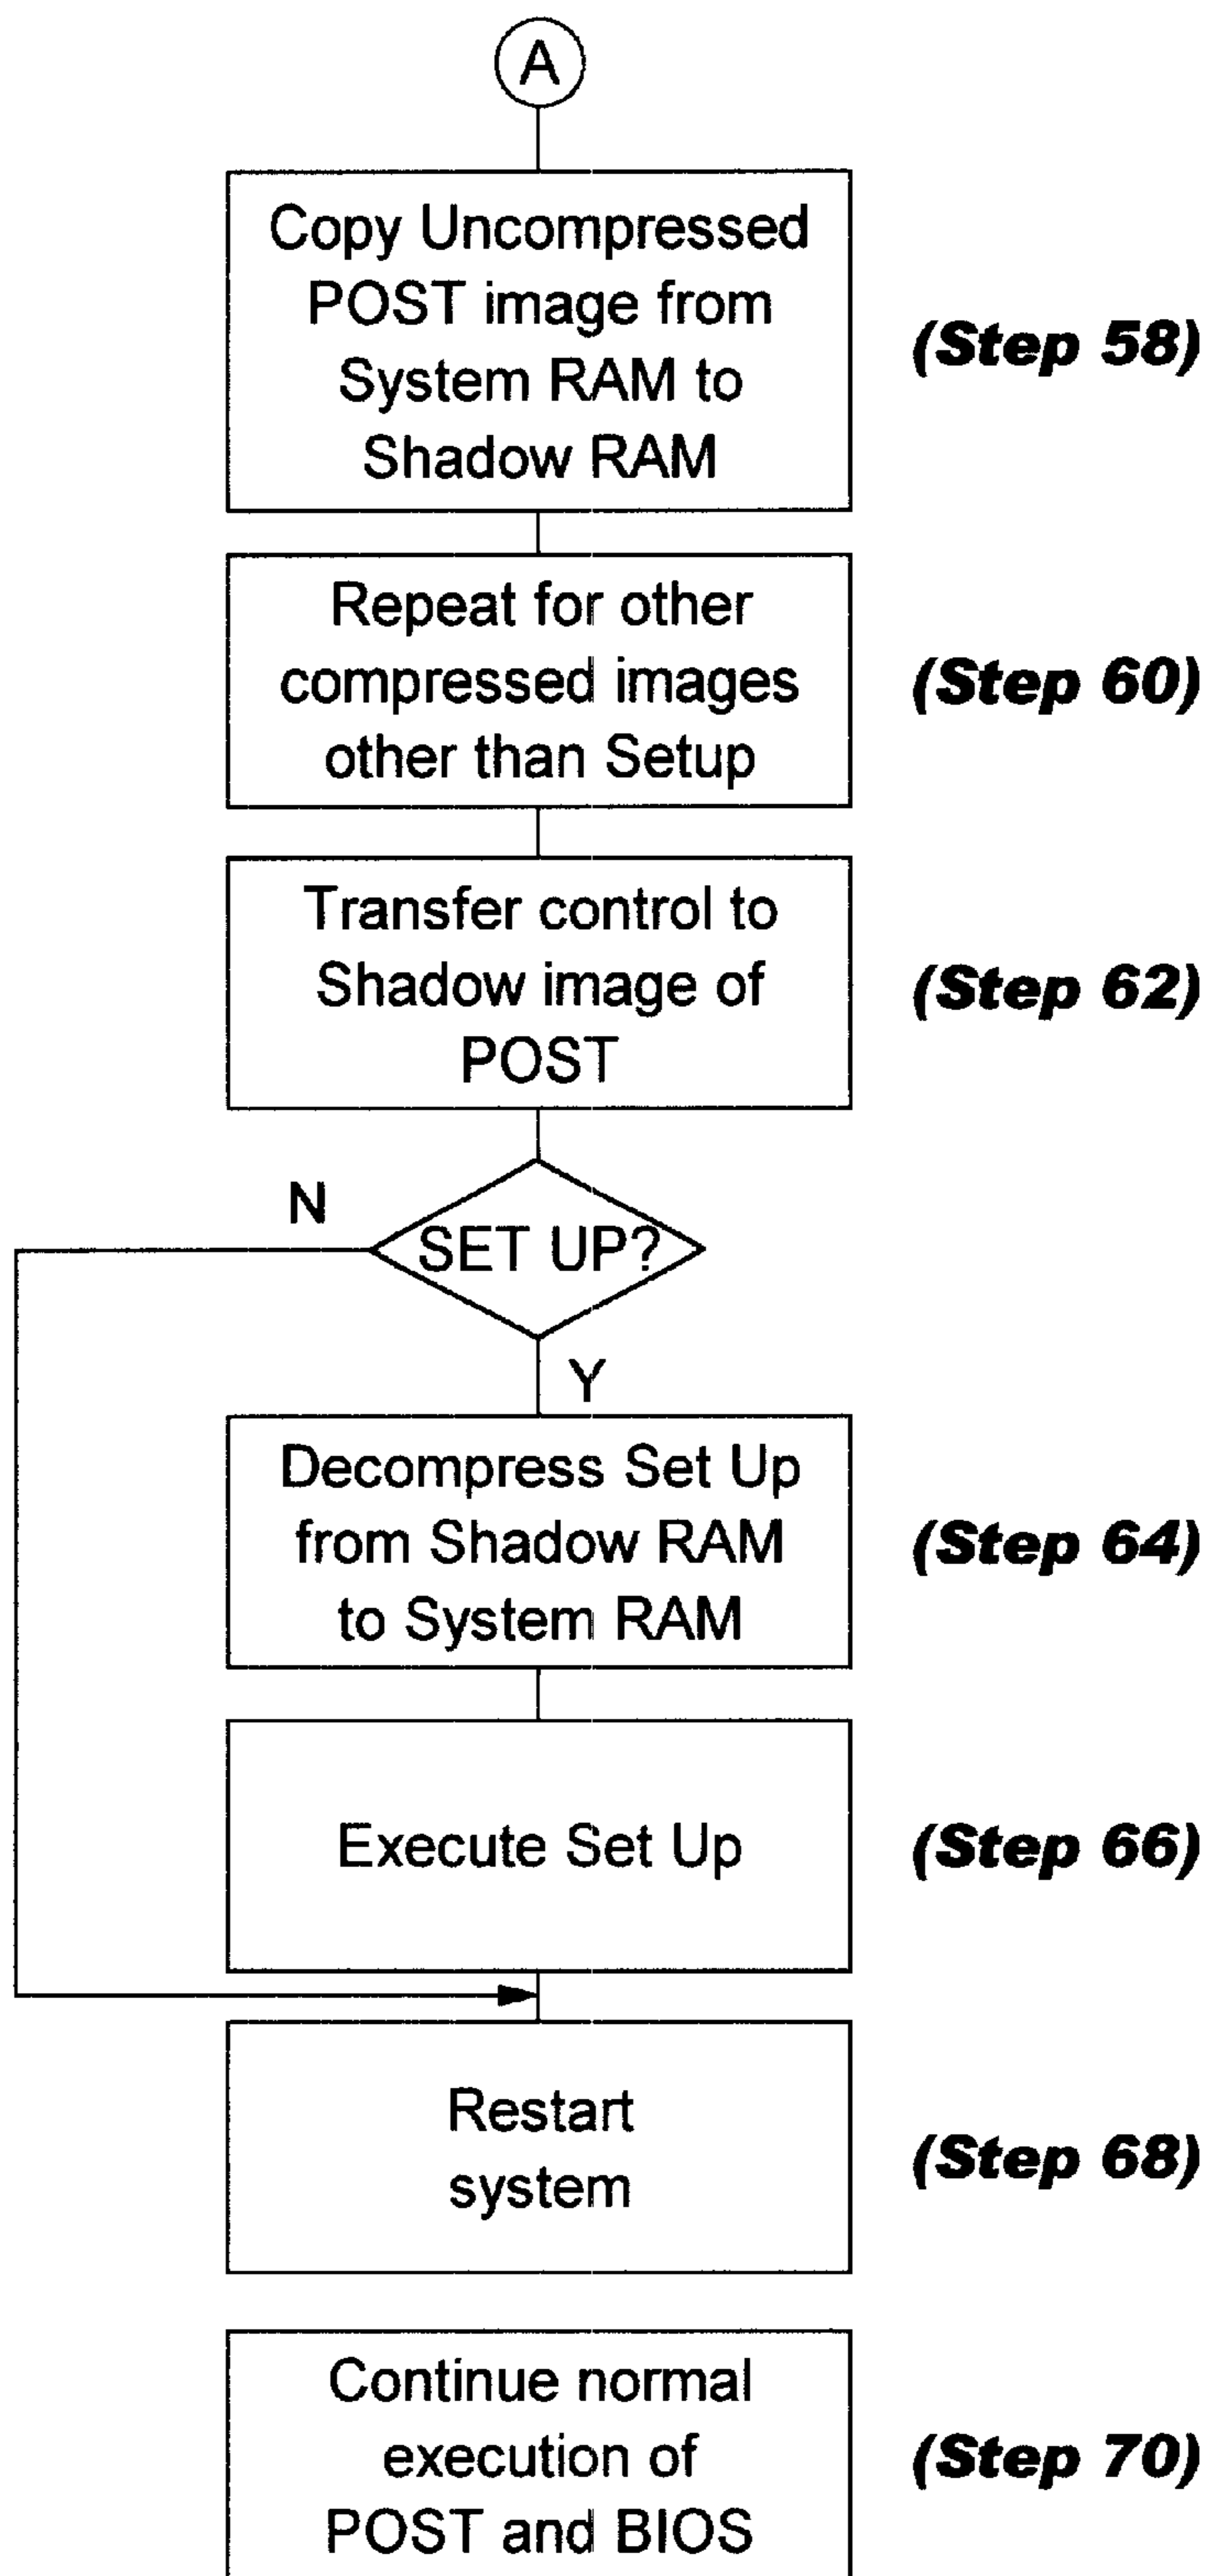 A
Copy Uncompressed
POST image from
System RAM to
Shadow RAM
(Step 58)
Repeat for other
compressed images
other than Setup
(Step 60)
Transfer control to
Shadow image of
POST
(Step 62)
SET UP?
N
Y
Decompress Set Up
from Shadow RAM
to System RAM
(Step 64)
Execute Set Up
(Step 66)
Restart
system
(Step 68)
Continue normal
execution of
POST and BIOS
(Step 70)